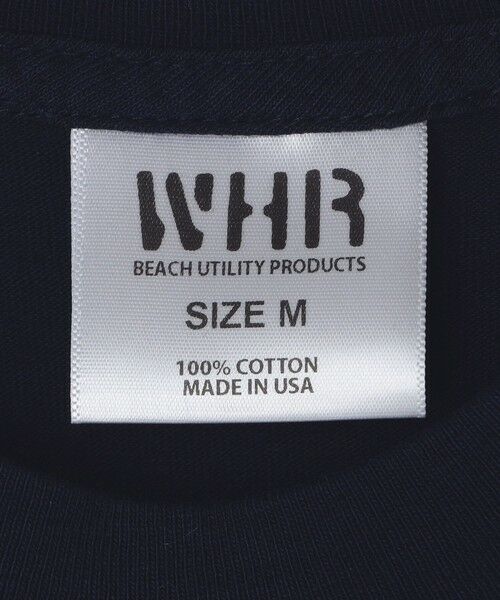 WHR
BEACH UTILITY PRODUCTS
SIZE M
100% COTTON
MADE IN USA